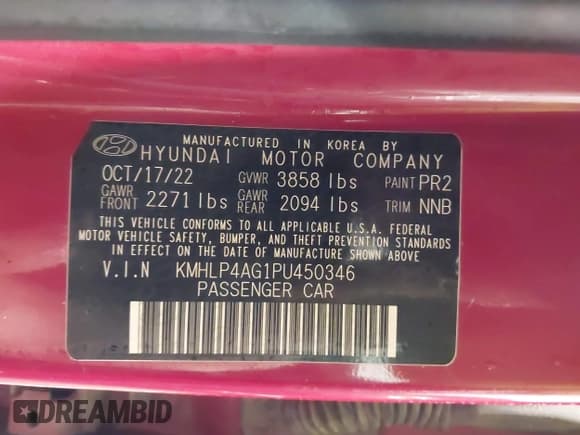 MANUFACTURED IN KOREA BY
HYUNDAI MOTOR COMPANY
OCT/17/22 GVWR 3858 lbs PAINT PR2
GAWR FRONT 2271 lbs GAWR REAR 2094 lbs TRIM NNB
THIS VEHICLE CONFORMS TO ALL APPLICABLE U.S.A. FEDERAL
MOTOR VEHICLE SAFETY, BUMPER, AND THEFT PREVENTION STANDARDS
IN EFFECT ON THE DATE OF MANUFACTURE SHOWN ABOVE
V.I.N KMHLP4AG1PU450346
PASSENGER CAR
DREAMBID